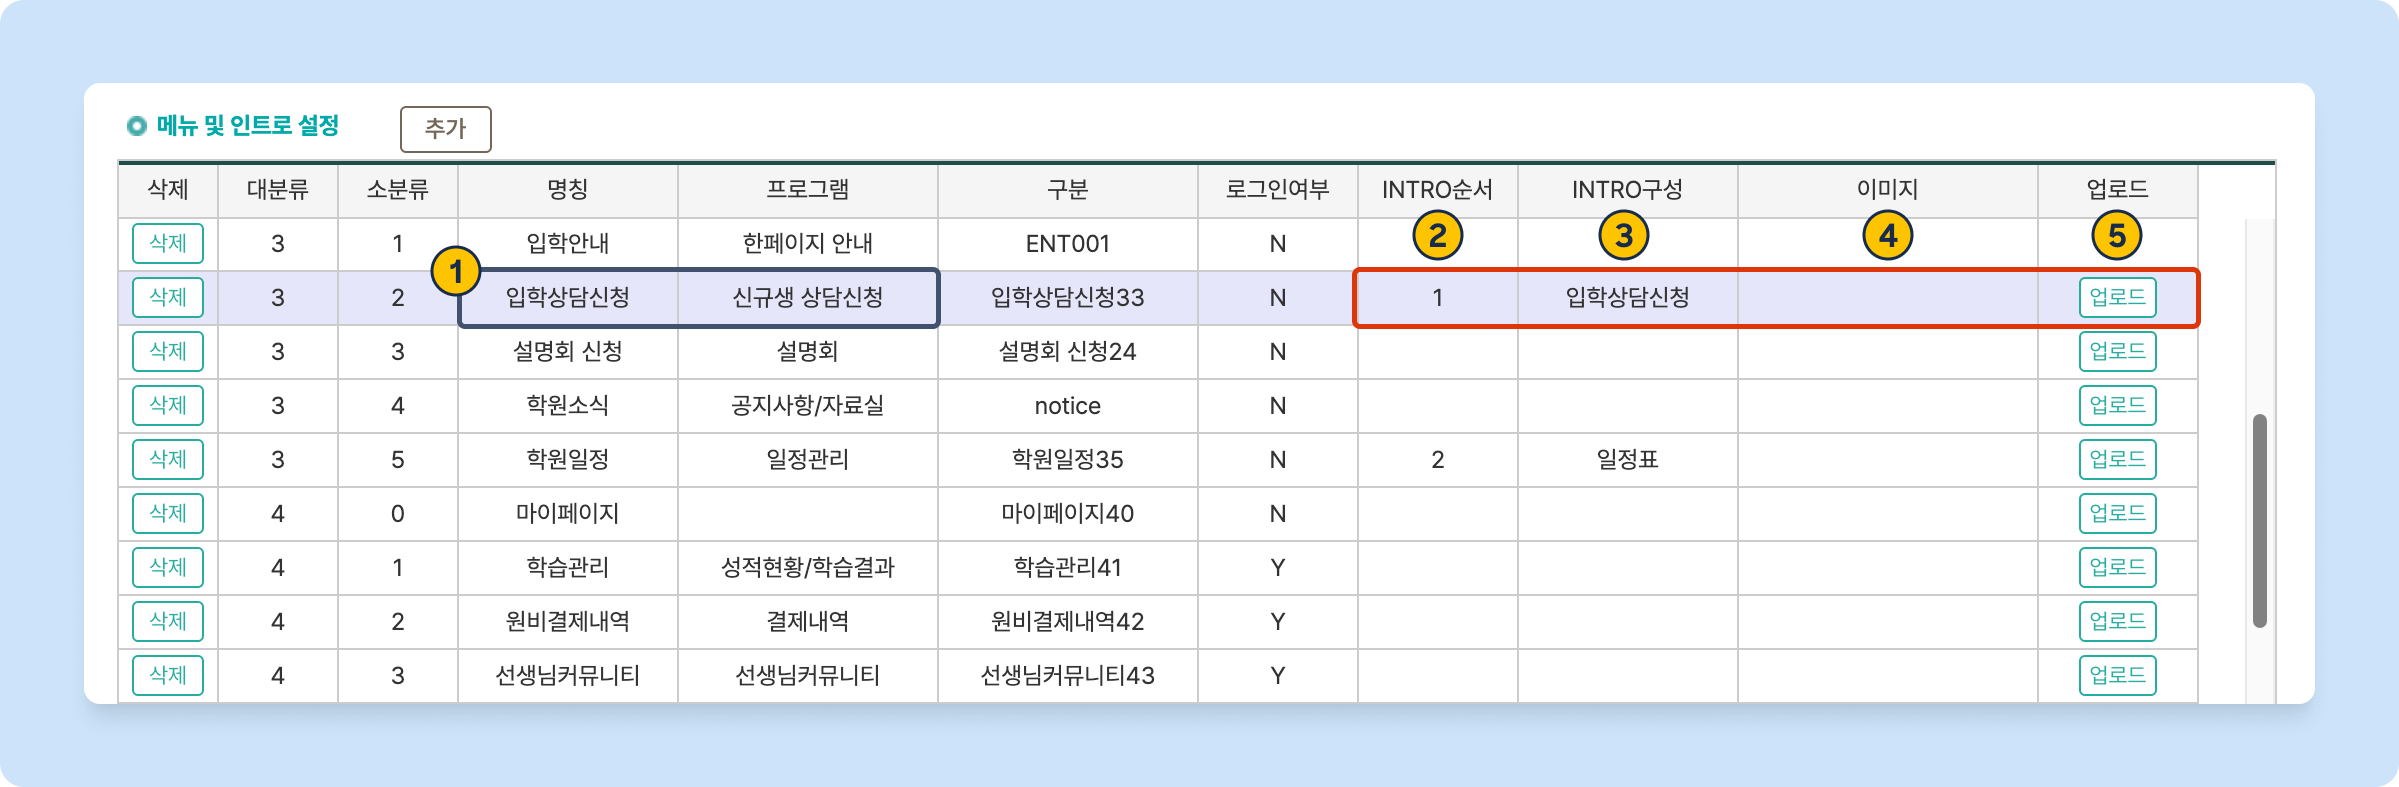 메뉴 및 인트로 설정 추가
삭제 대분류 소분류 명칭 프로그램 구분 로그인여부 INTRO순서 INTRO구성 이미지 업로드
삭제 3 1 입학안내 한페이지 안내 ENT001 N 2 3 4 5
1
삭제 3 2 입학상담신청 신규생 상담신청 입학상담신청33 N 1 입학상담신청 업로드
삭제 3 3 설명회 신청 설명회 설명회 신청24 N 업로드
삭제 3 4 학원소식 공지사항/자료실 notice N 업로드
삭제 3 5 학원일정 일정관리 학원일정35 N 2 일정표 업로드
삭제 4 0 마이페이지 마이페이지40 N 업로드
삭제 4 1 학습관리 성적현황/학습결과 학습관리41 Y 업로드
삭제 4 2 원비결제내역 결제내역 원비결제내역42 Y 업로드
삭제 4 3 선생님커뮤니티 선생님커뮤니티 선생님커뮤니티43 Y 업로드